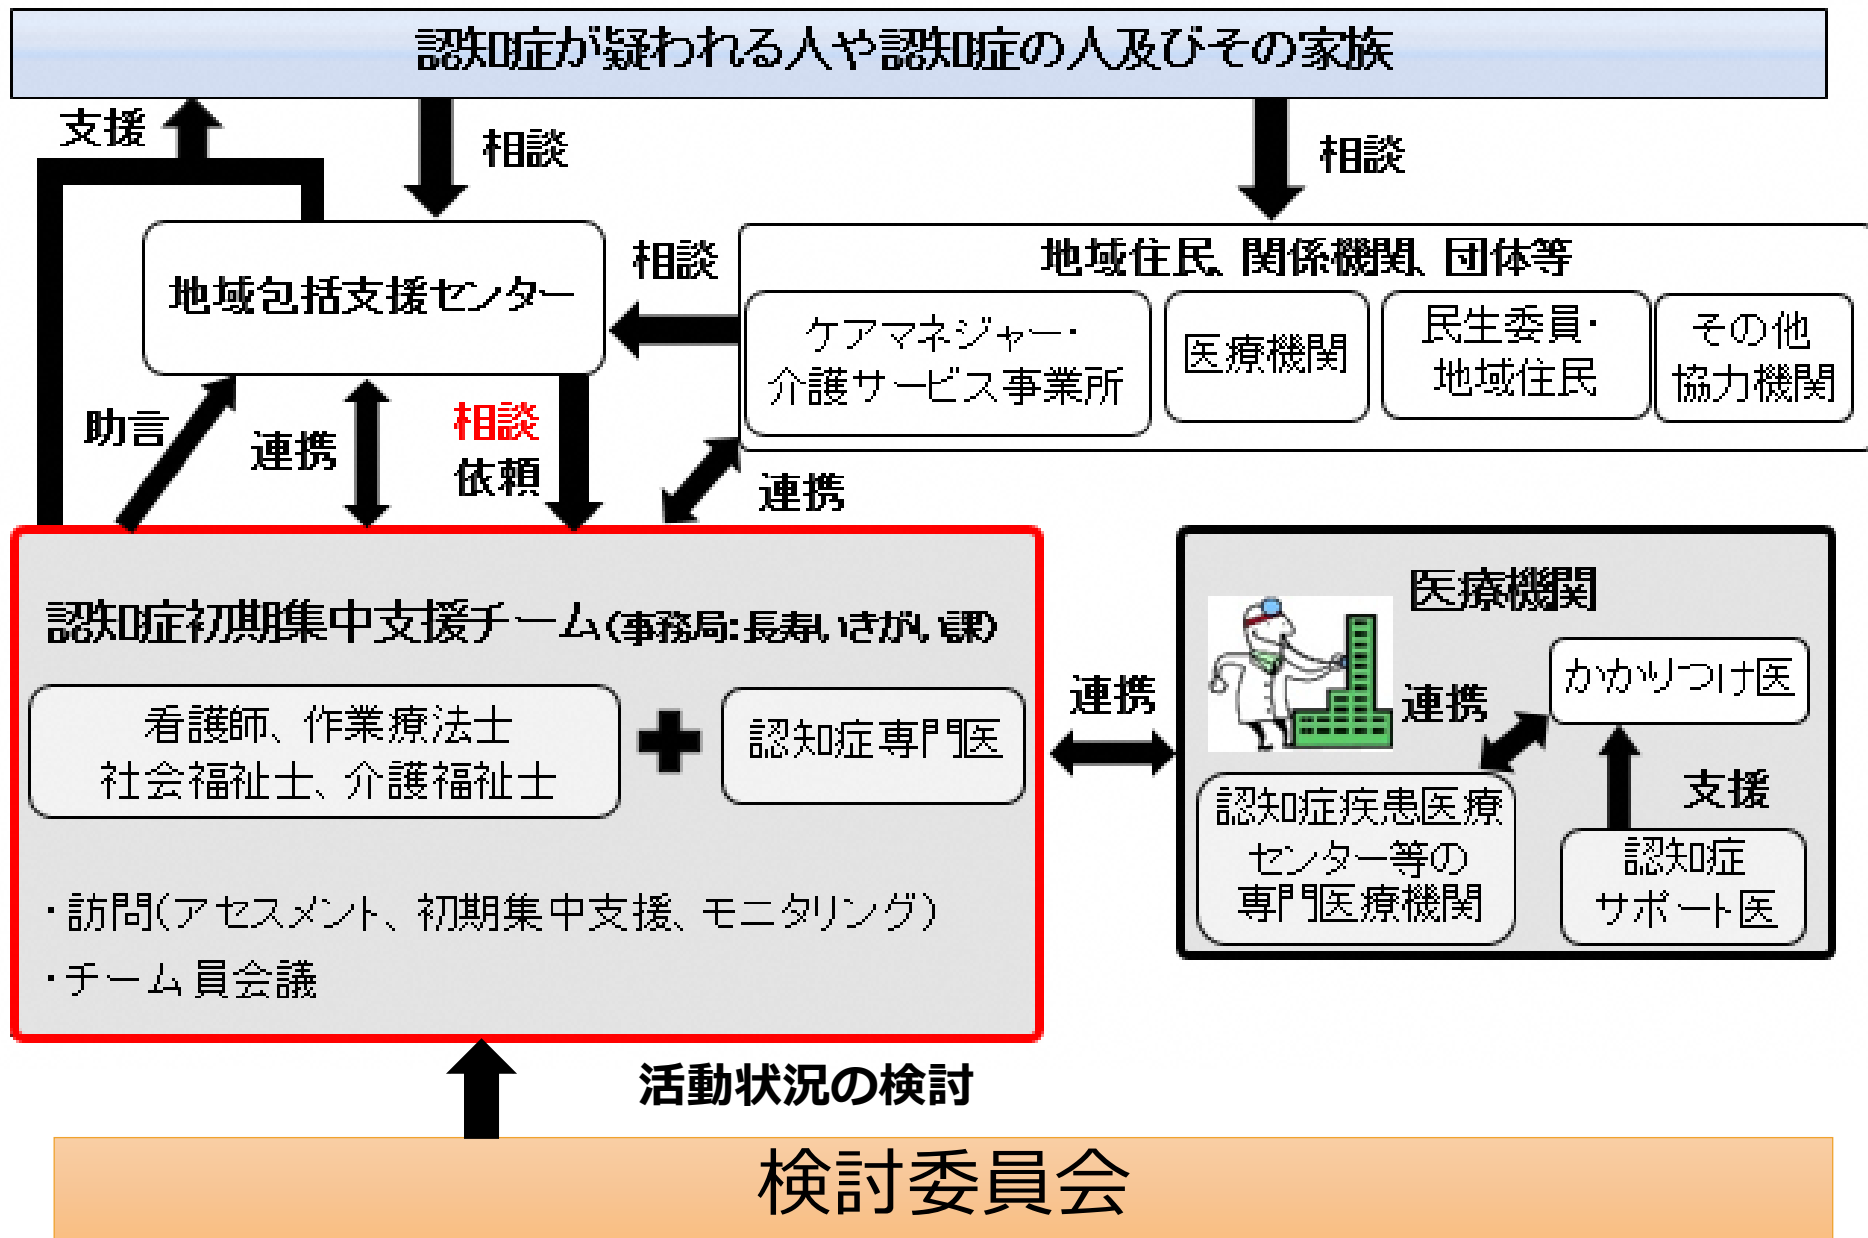 認知症が疑われる人や認知症の人及びその家族
支援
相談
相談
地域包括支援センター
相談
地域住民、関係機関、団体等
ケアマネジャー・
介護サービス事業所
医療機関
民生委員・
地域住民
その他
協力機関
助言
連携
相談
依頼
連携
認知症初期集中支援チーム(事務局:長寿いきがい課)
看護師、作業療法士
社会福祉士、介護福祉士
認知症専門医
・訪問(アセスメント、初期集中支援、モニタリング)
・チーム員会議
連携
医療機関
かかりつけ医
連携
認知症疾患医療
センター等の
専門医療機関
支援
認知症
サポート医
活動状況の検討
検討委員会